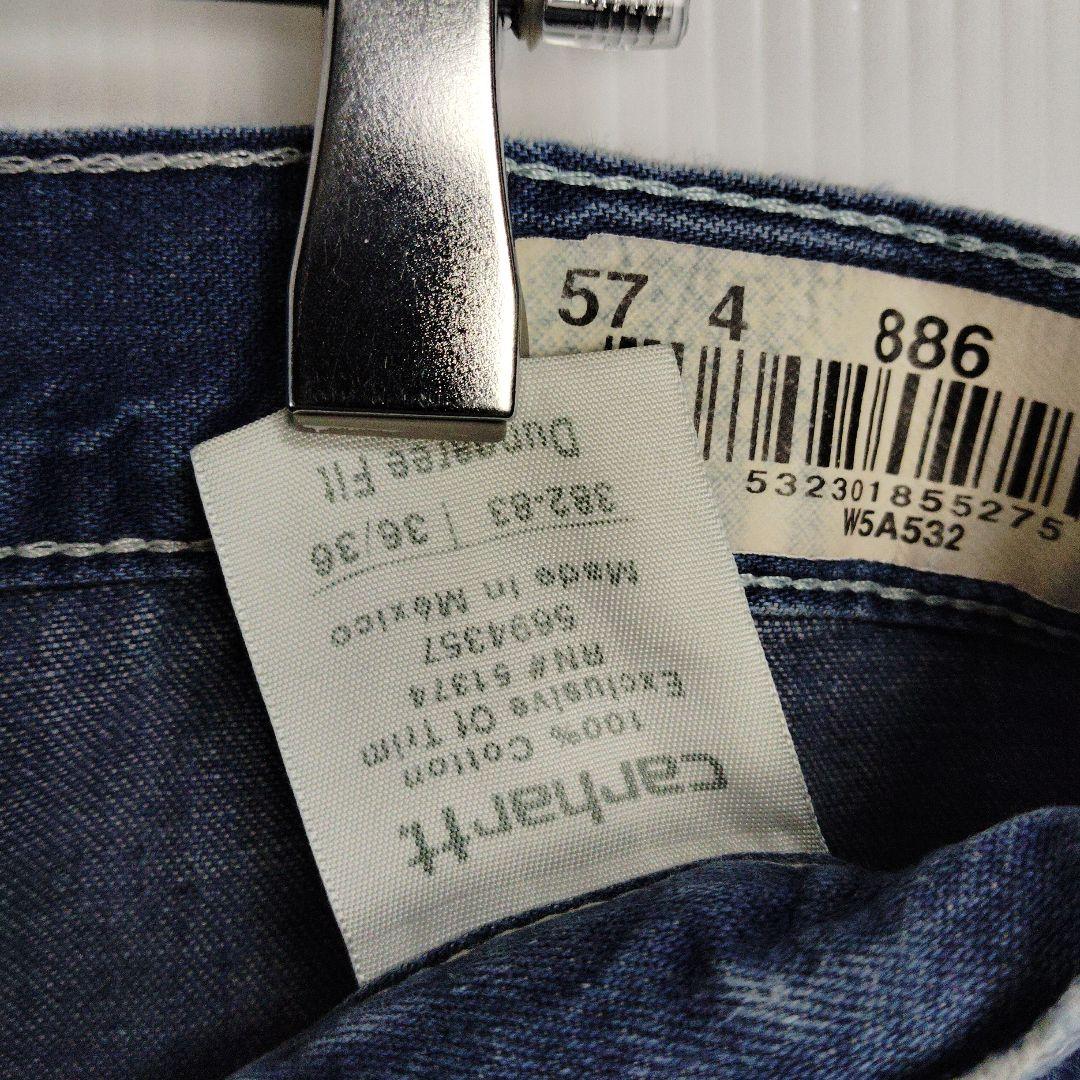 57 4 886
532301855275
W5A532
carhartt.
100% Cotton
Exclusive Of Trim
RN# 51374
5694357
Made in México
382-83 | 36/36
Dungaree Fit